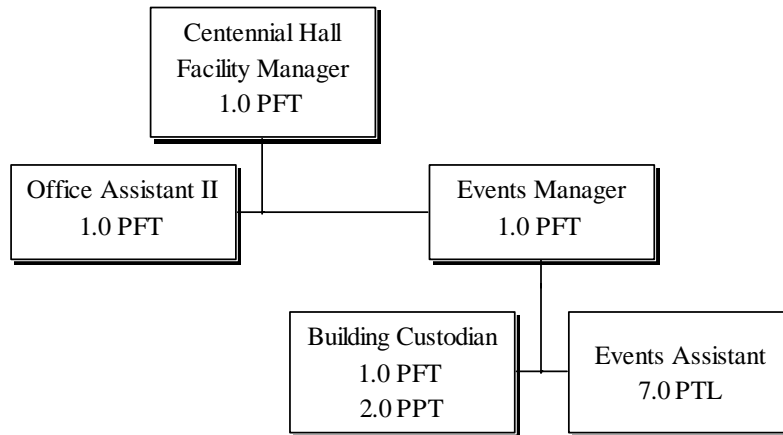 Centennial Hall
Facility Manager
1.0 PFT
Office Assistant II
1.0 PFT
Events Manager
1.0 PFT
Building Custodian
1.0 PFT
2.0 PPT
Events Assistant
7.0 PTL